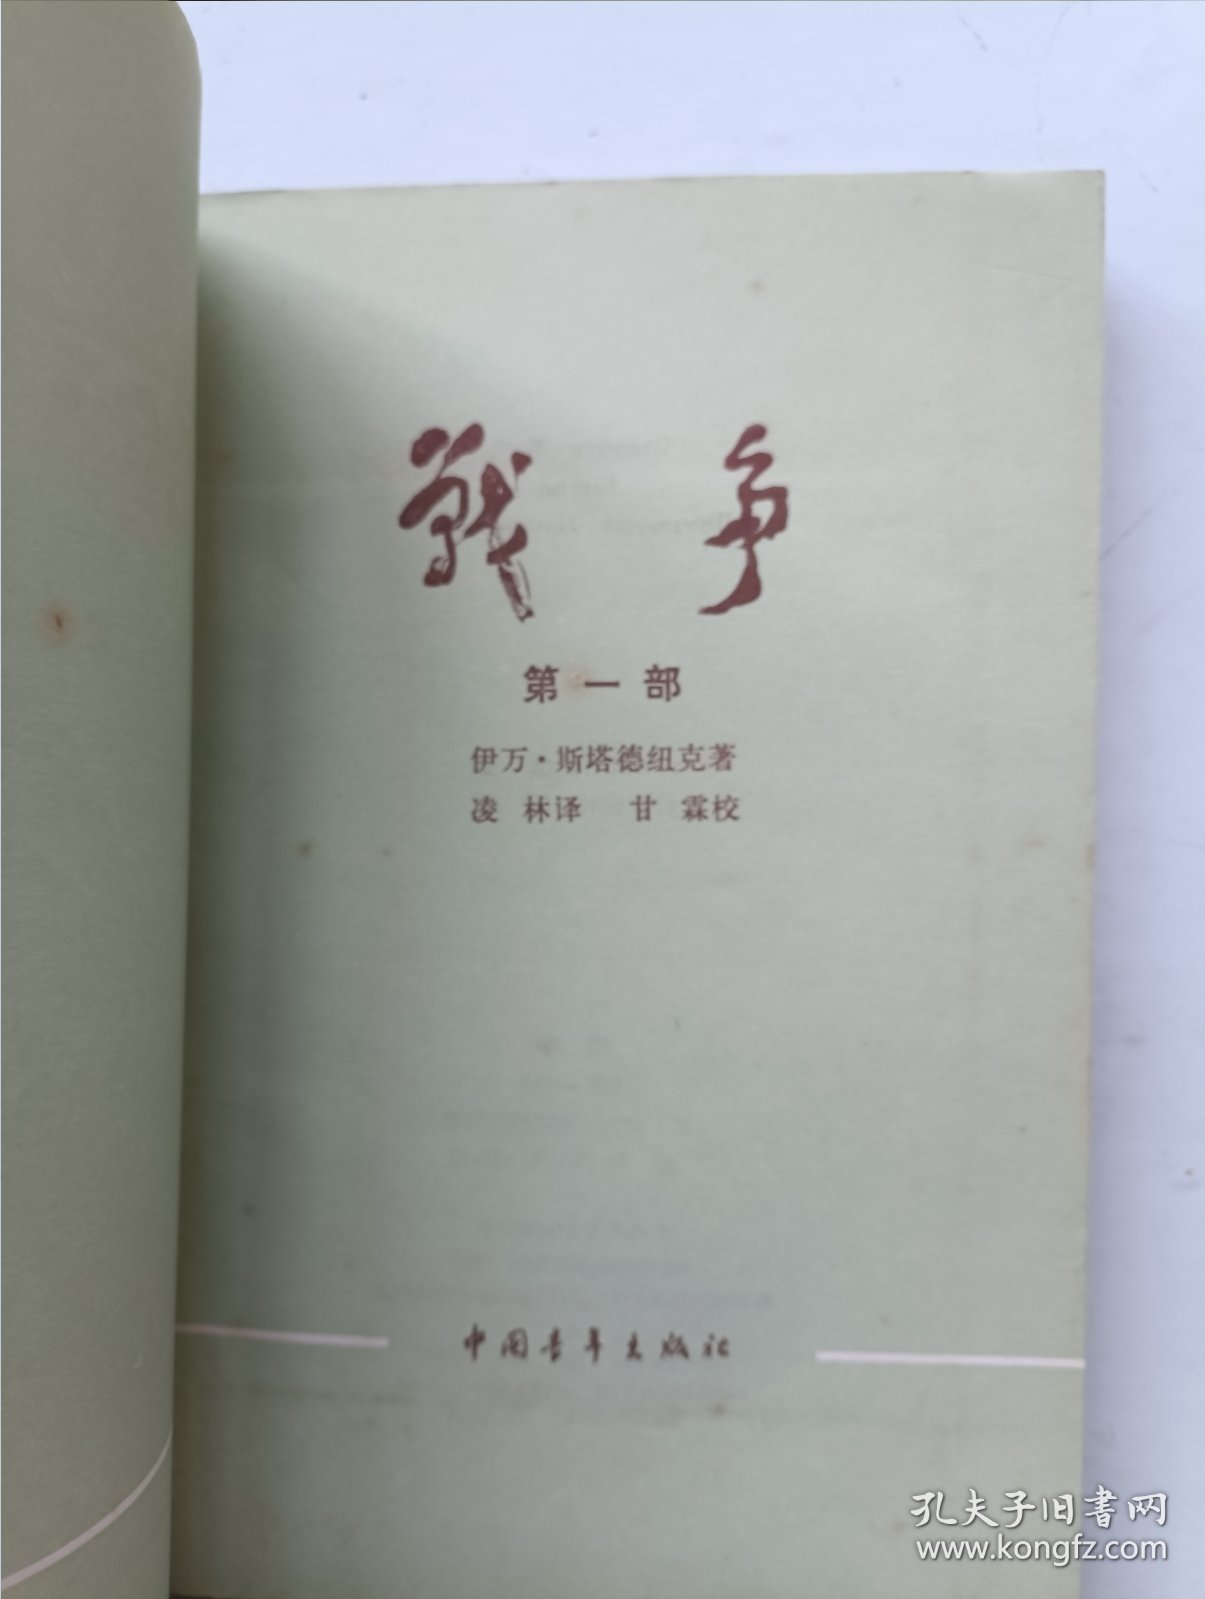 战 争
第一部
伊万·斯塔德纽克著
凌 林译 甘 霖校
中国青年出版社
孔夫子旧书网
www.kongfz.com